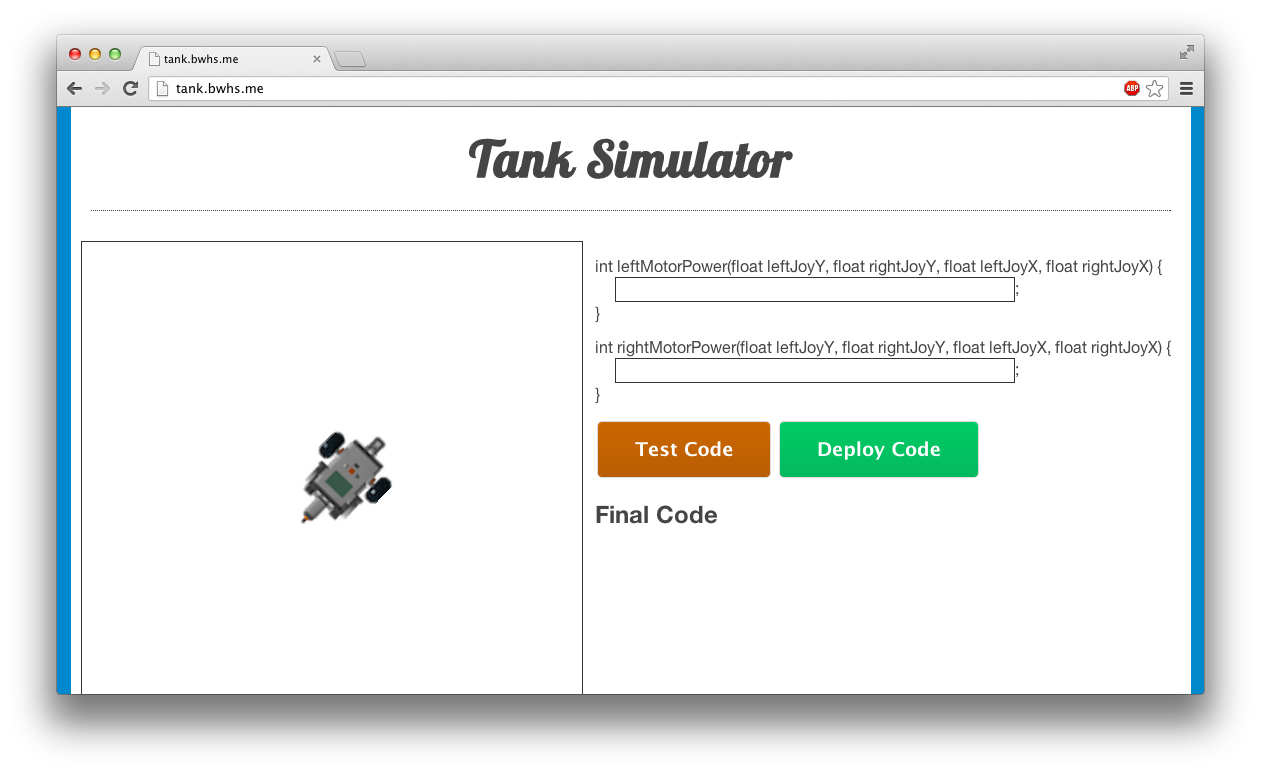 tank.bwhs.me
tank.bwhs.me
ABP
Tank Simulator
int leftMotorPower(float leftJoyY, float rightJoyY, float leftJoyX, float rightJoyX) {
;
}
int rightMotorPower(float leftJoyY, float rightJoyY, float leftJoyX, float rightJoyX) {
;
}
Test Code
Deploy Code
Final Code